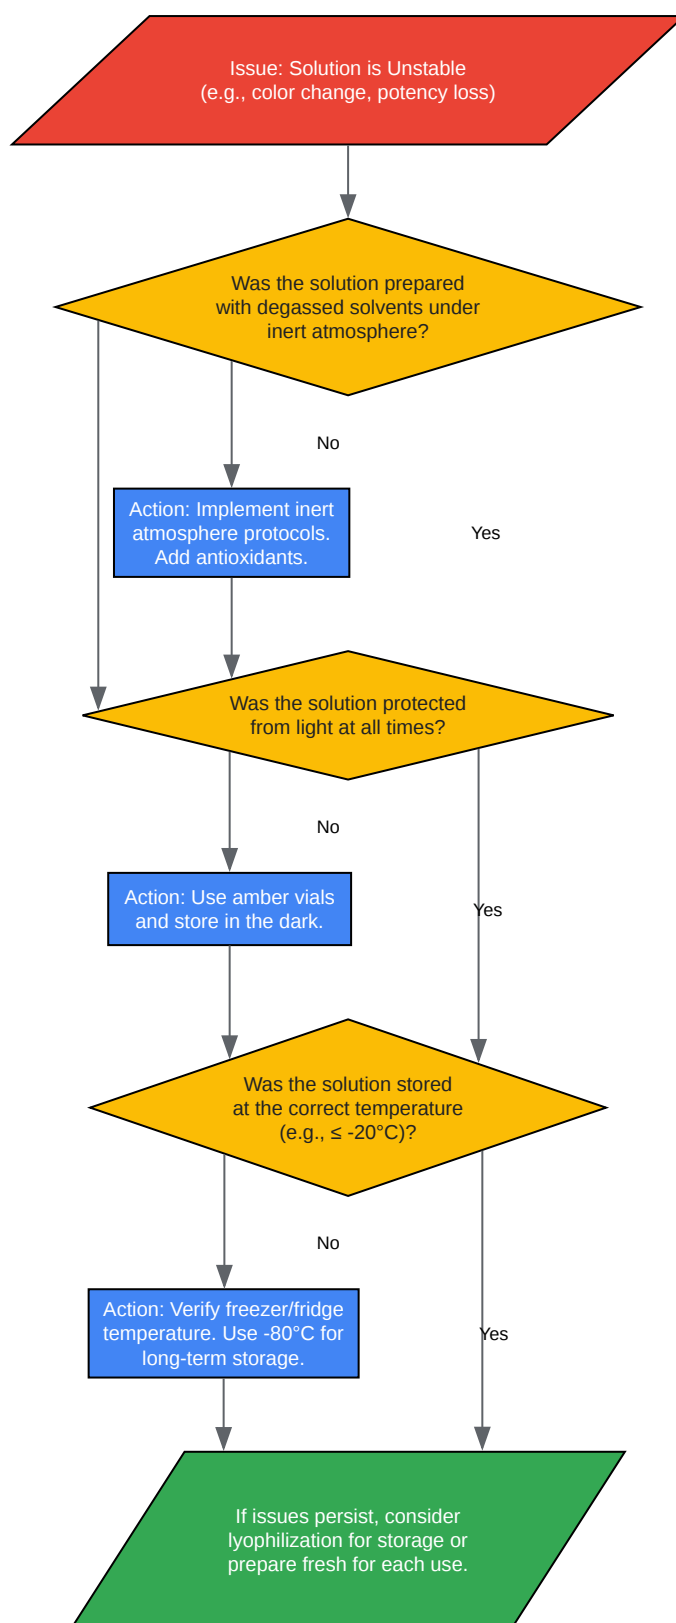 Issue: Solution is Unstable
(e.g., color change, potency loss)
Was the solution prepared
with degassed solvents under
inert atmosphere?
No
Action: Implement inert
atmosphere protocols.
Add antioxidants.
Yes
Was the solution protected
from light at all times?
No
Action: Use amber vials
and store in the dark.
Yes
Was the solution stored
at the correct temperature
(e.g., ≤ -20°C)?
No
Action: Verify freezer/fridge
temperature. Use -80°C for
long-term storage.
Yes
If issues persist, consider
lyophilization for storage or
prepare fresh for each use.